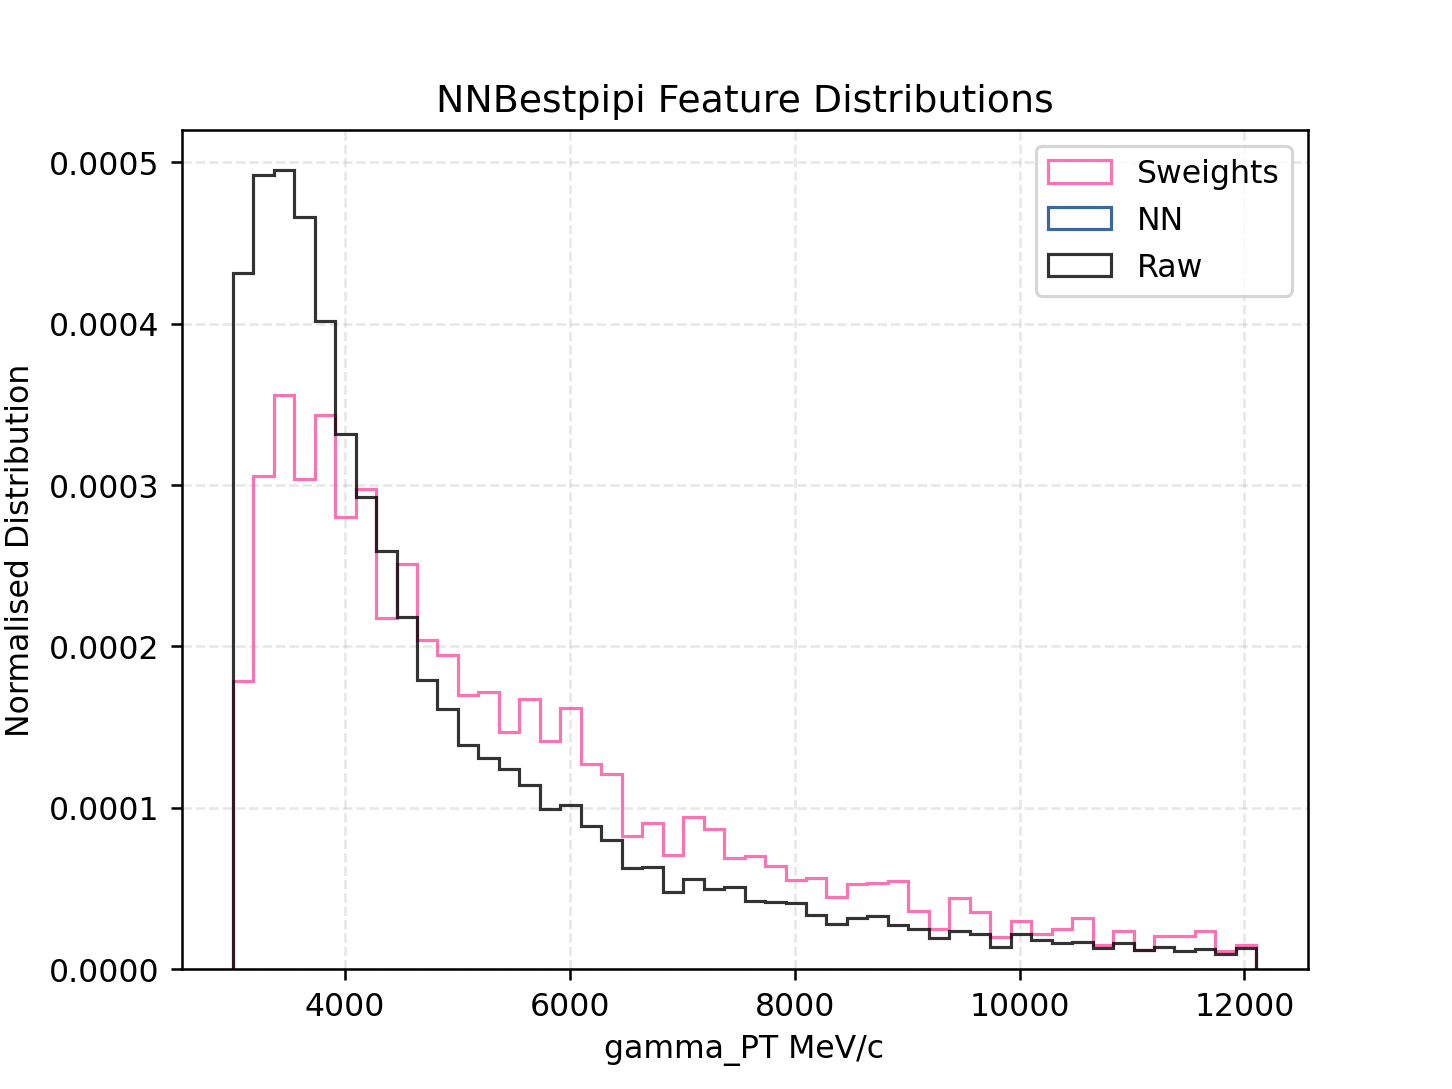 NNBestpipi Feature Distributions
Sweights
NN
Raw
Normalised Distribution
0.0005
0.0004
0.0003
0.0002
0.0001
0.0000
4000 6000 8000 10000 12000
gamma_PT MeV/c